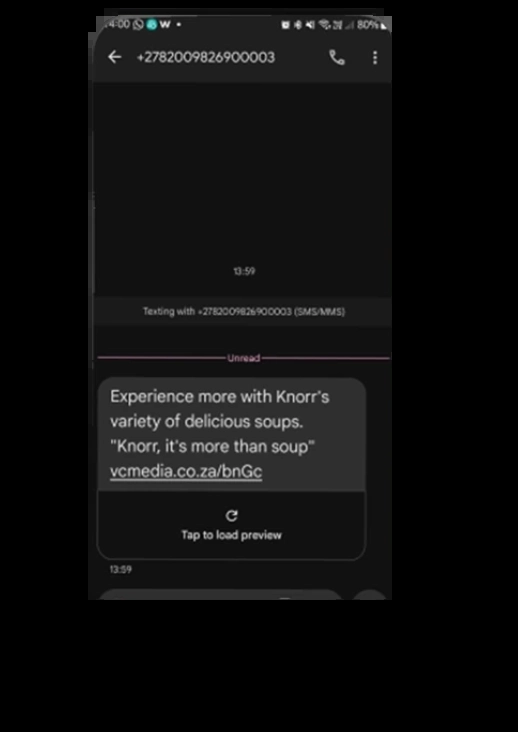 14:00 W
80%
+2782009826900003
13:59
Texting with +2782009826900003 (SMS/MMS)
Unread
Experience more with Knorr's
variety of delicious soups.
"Knorr, it's more than soup"
vcmedia.co.za/bnGc
Tap to load preview
13:59